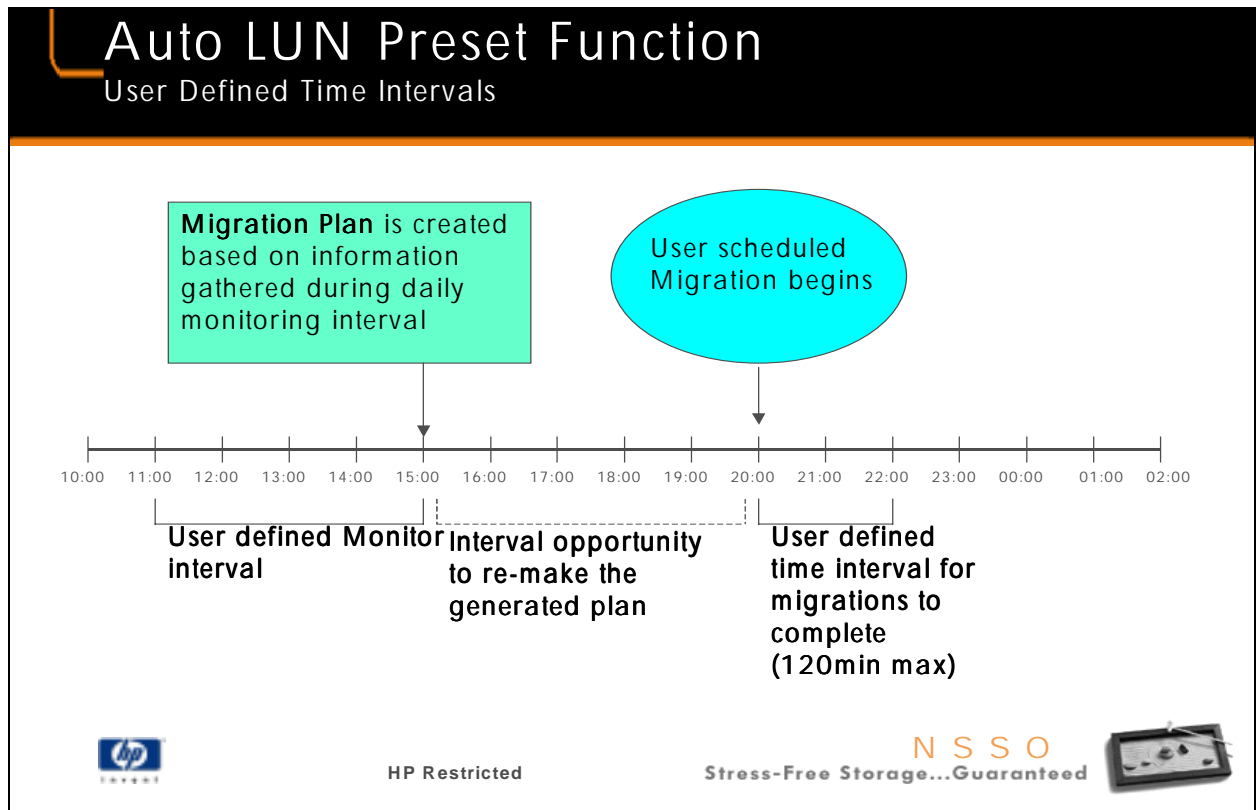 Auto LUN Preset Function
User Defined Time Intervals
Migration Plan is created
based on information
gathered during daily
monitoring interval
User scheduled
Migration begins
10:00 11:00 12:00 13:00 14:00 15:00 16:00 17:00 18:00 19:00 20:00 21:00 22:00 23:00 00:00 01:00 02:00
User defined Monitor
interval
Interval opportunity
to re-make the
generated plan
User defined
time interval for
migrations to
complete
(120min max)
hp
invent
HP Restricted
NSSO
Stress-Free Storage...Guaranteed